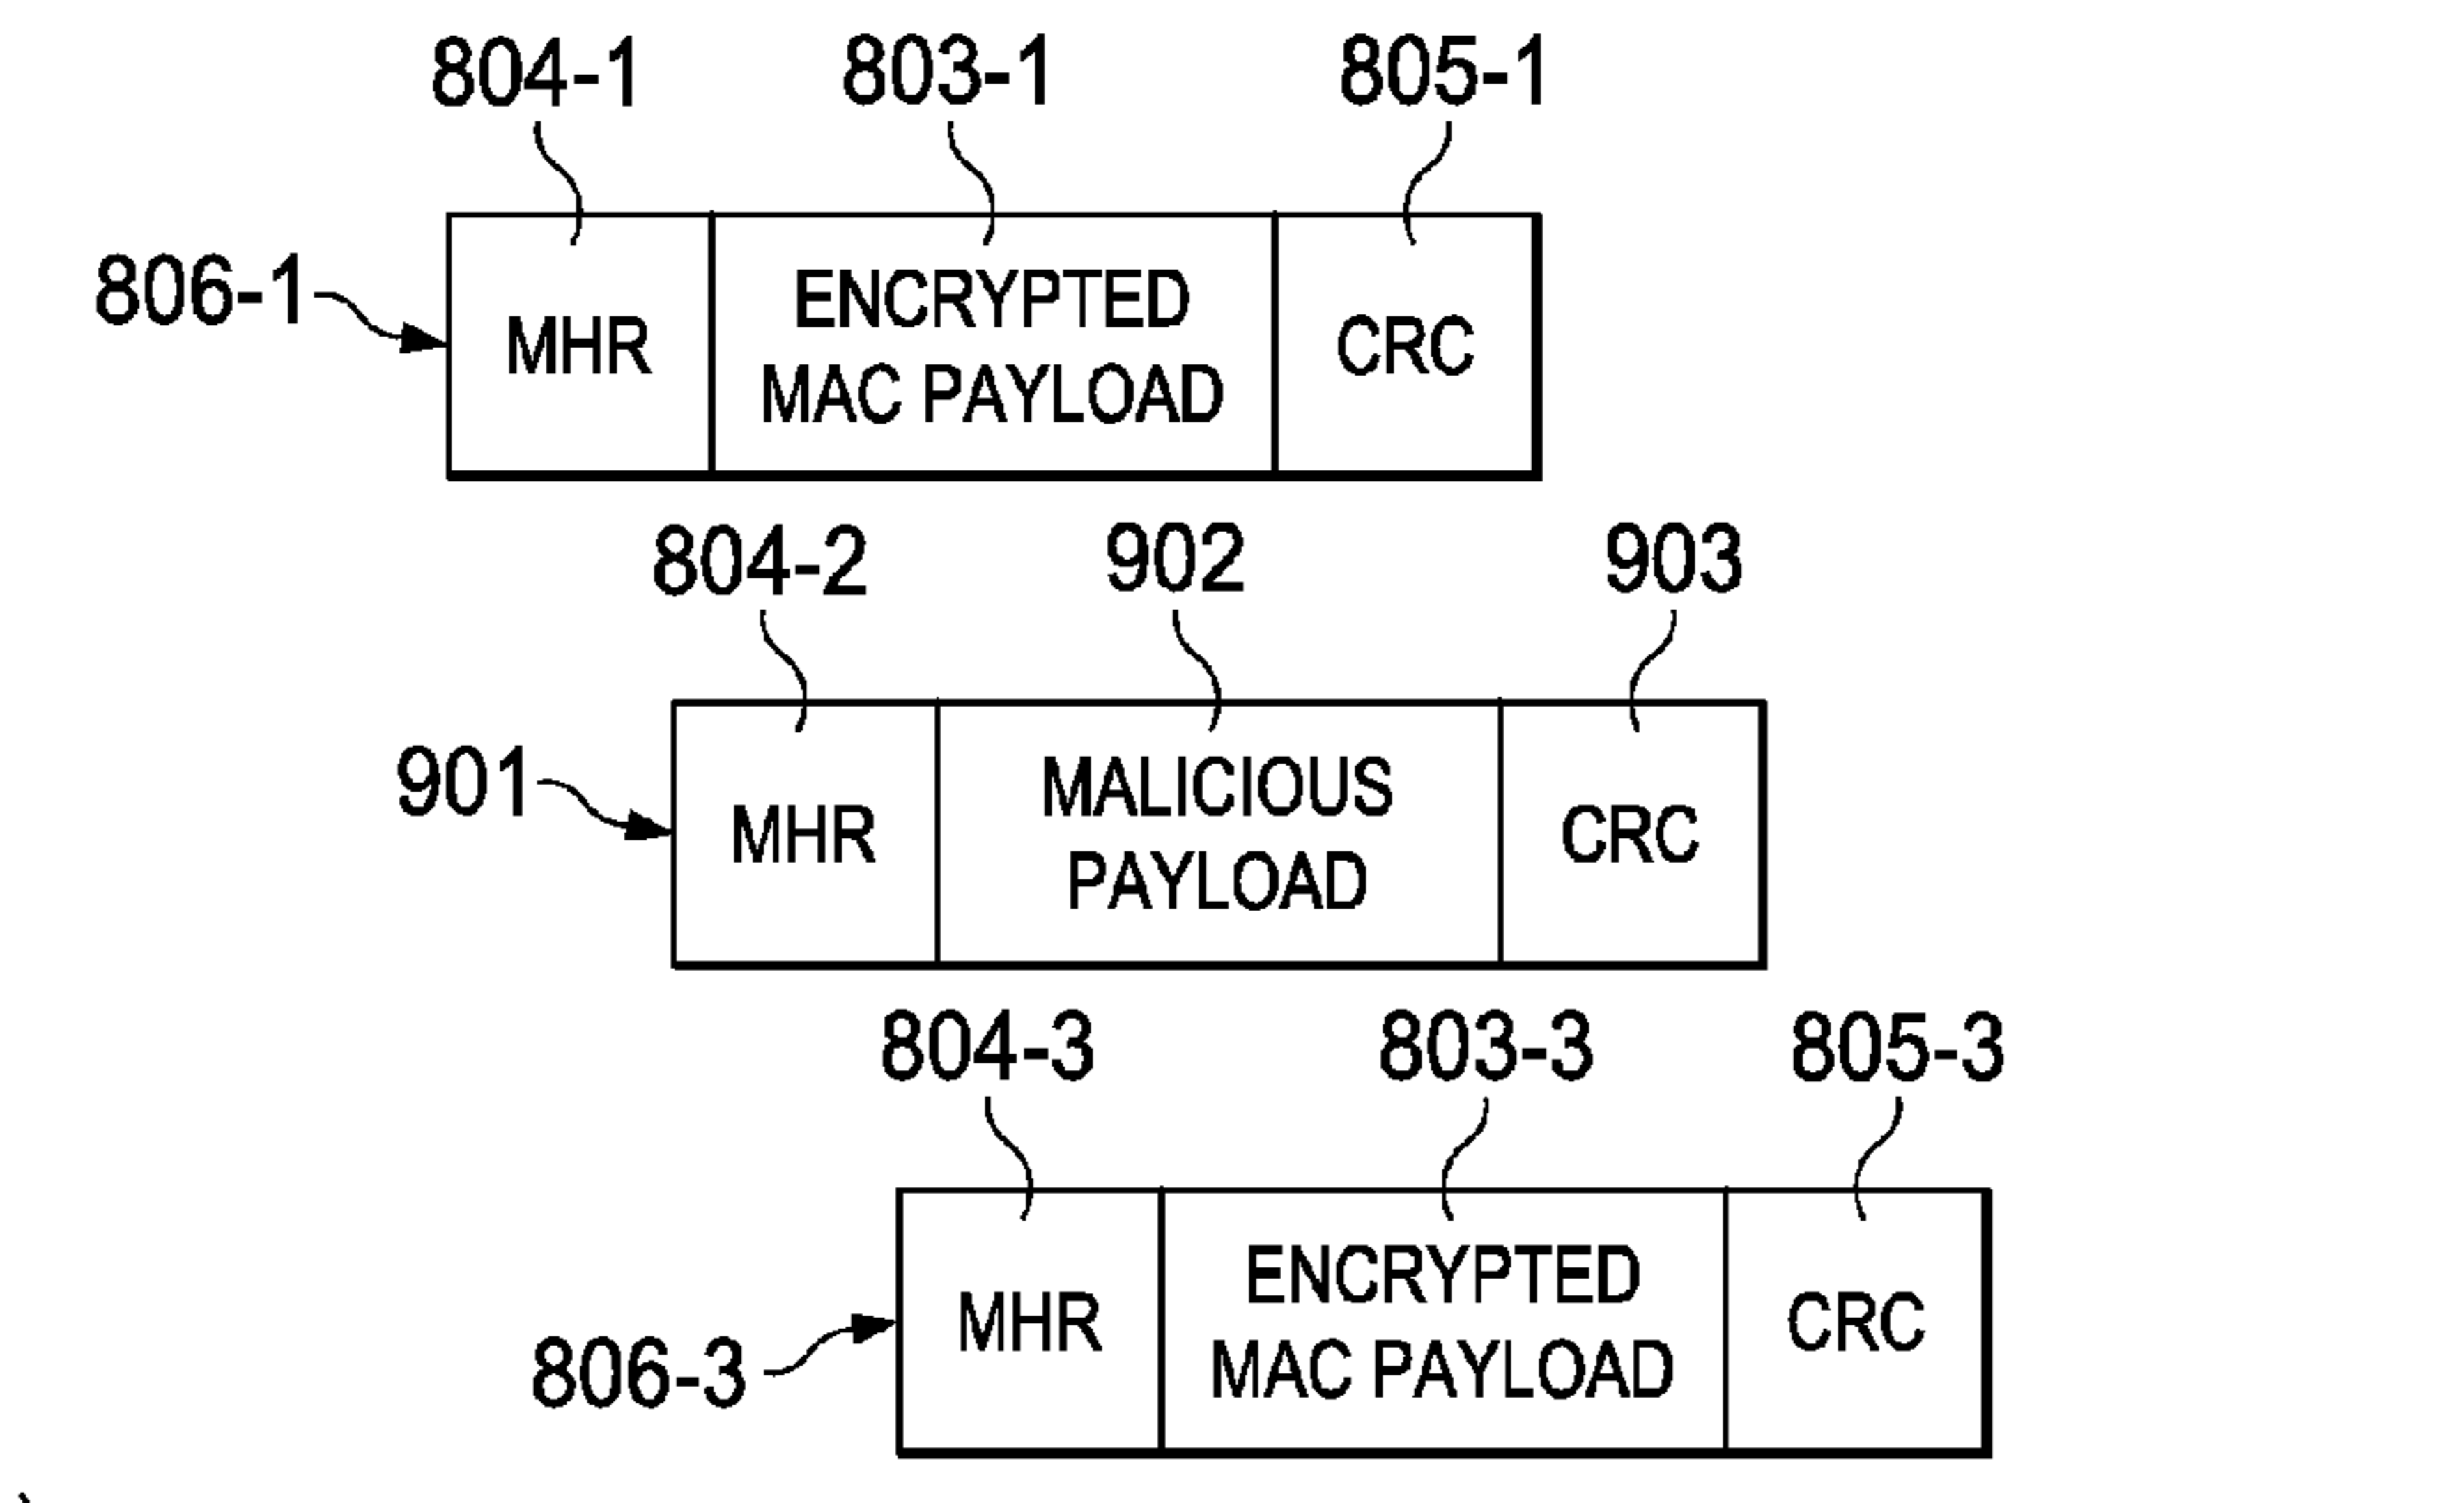 804-1 803-1 805-1
806-1
MHR ENCRYPTED MAC PAYLOAD CRC
804-2 902 903
901
MHR MALICIOUS PAYLOAD CRC
804-3 803-3 805-3
806-3
MHR ENCRYPTED MAC PAYLOAD CRC